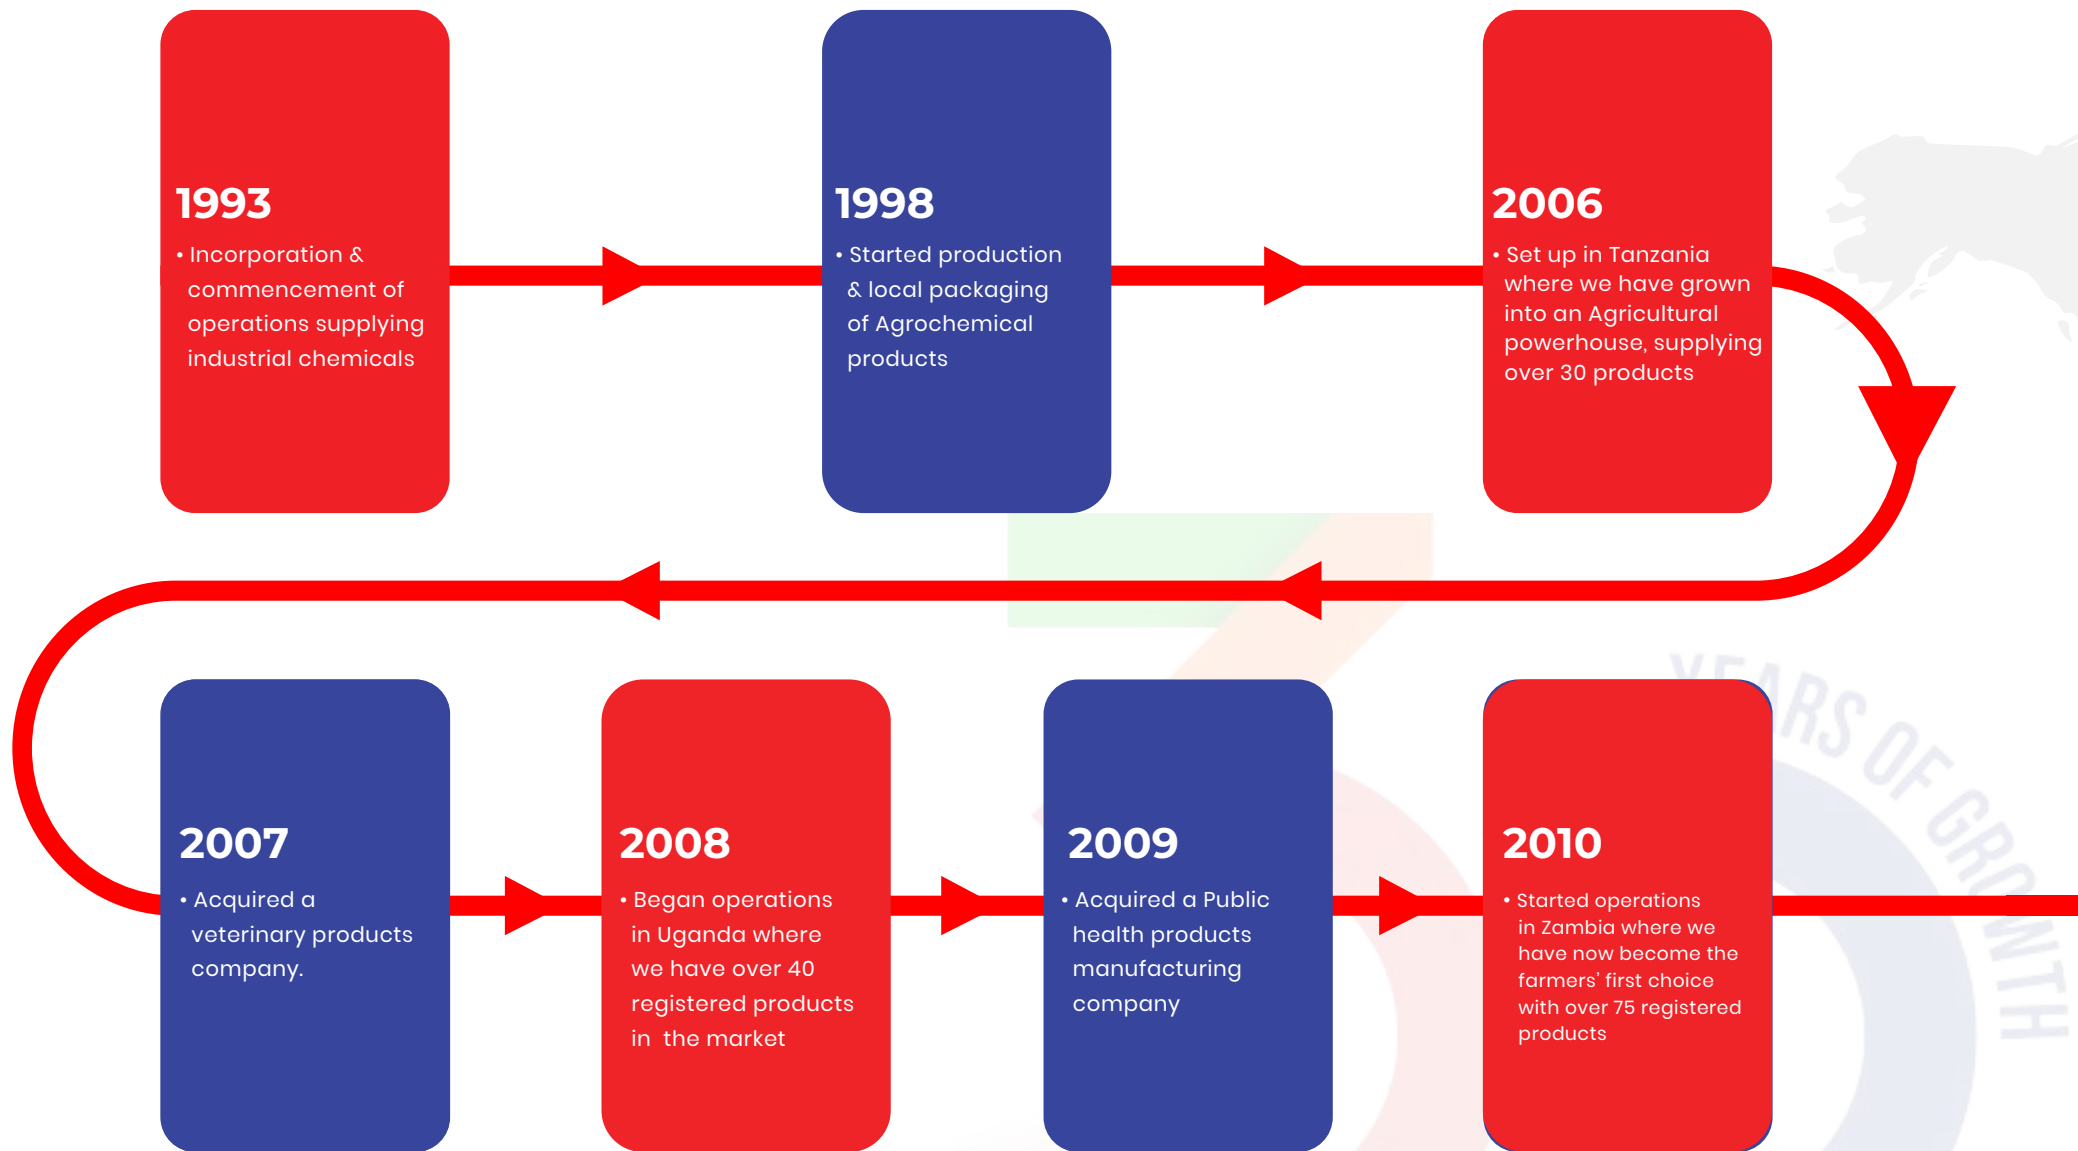 1993
• Incorporation &
commencement of
operations supplying
industrial chemicals
1998
• Started production
& local packaging
of Agrochemical
products
2006
• Set up in Tanzania
where we have grown
into an Agricultural
powerhouse, supplying
over 30 products
2007
• Acquired a
veterinary products
company.
2008
• Began operations
in Uganda where
we have over 40
registered products
in  the market
2009
• Acquired a Public
health products
manufacturing
company
2010
• Started operations
in Zambia where we
have now become the
farmers’ first choice
with over 75 registered
products
YEARS OF GROWTH